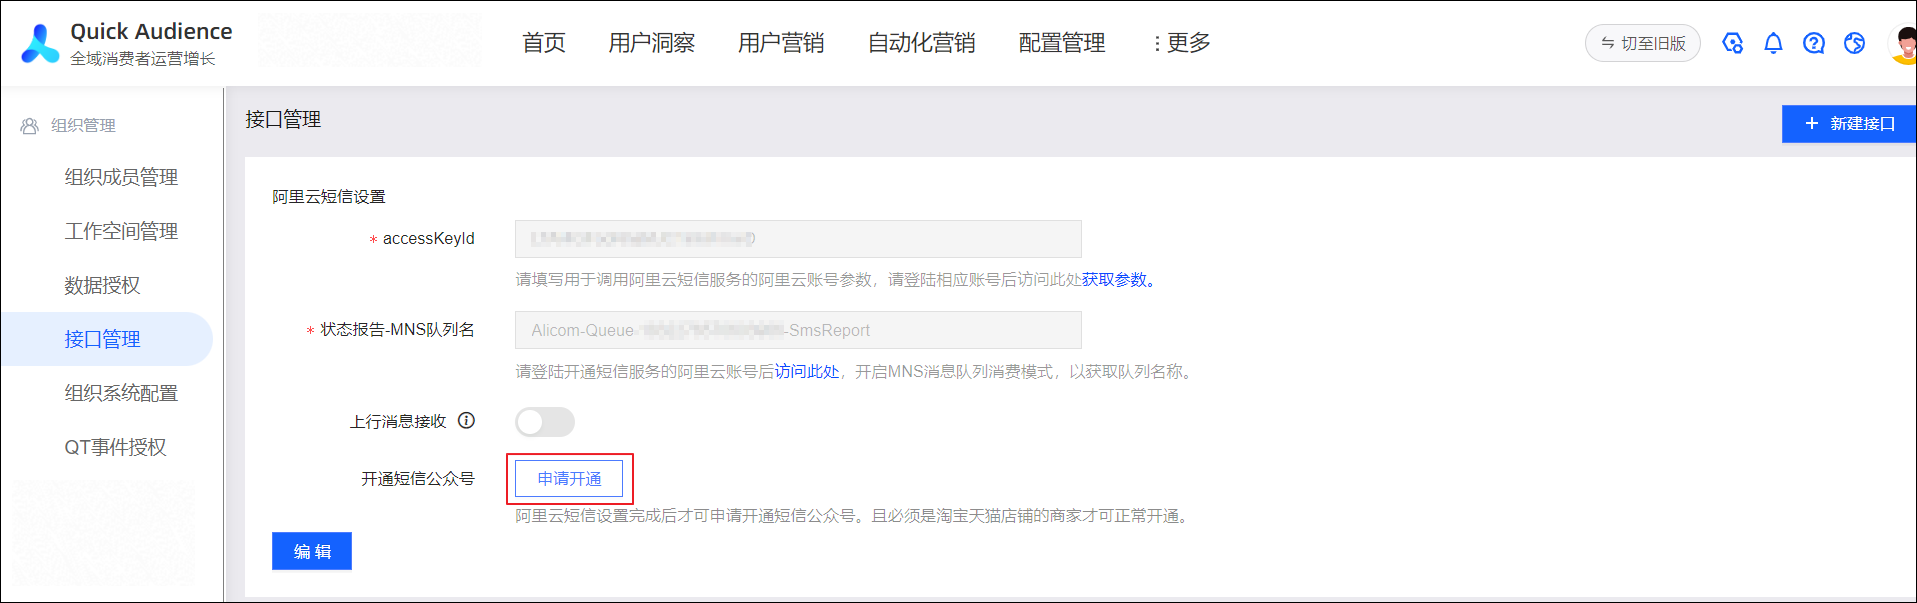 Quick Audience
全域消费者运营增长
首页 用户洞察 用户营销 自动化营销 配置管理 更多
切至旧版
组织管理
组织成员管理
工作空间管理
数据授权
接口管理
组织系统配置
QT事件授权
接口管理
+ 新建接口
阿里云短信设置
* accessKeyId
请填写用于调用阿里云短信服务的阿里云账号参数，请登陆相应账号后访问此处获取参数。
* 状态报告-MNS队列名
Alicom-Queue- -SmsReport
请登陆开通短信服务的阿里云账号后访问此处，开启MNS消息队列消费模式，以获取队列名称。
上行消息接收
开通短信公众号
申请开通
阿里云短信设置完成后才可申请开通短信公众号。且必须是淘宝天猫店铺的商家才可正常开通。
编 辑